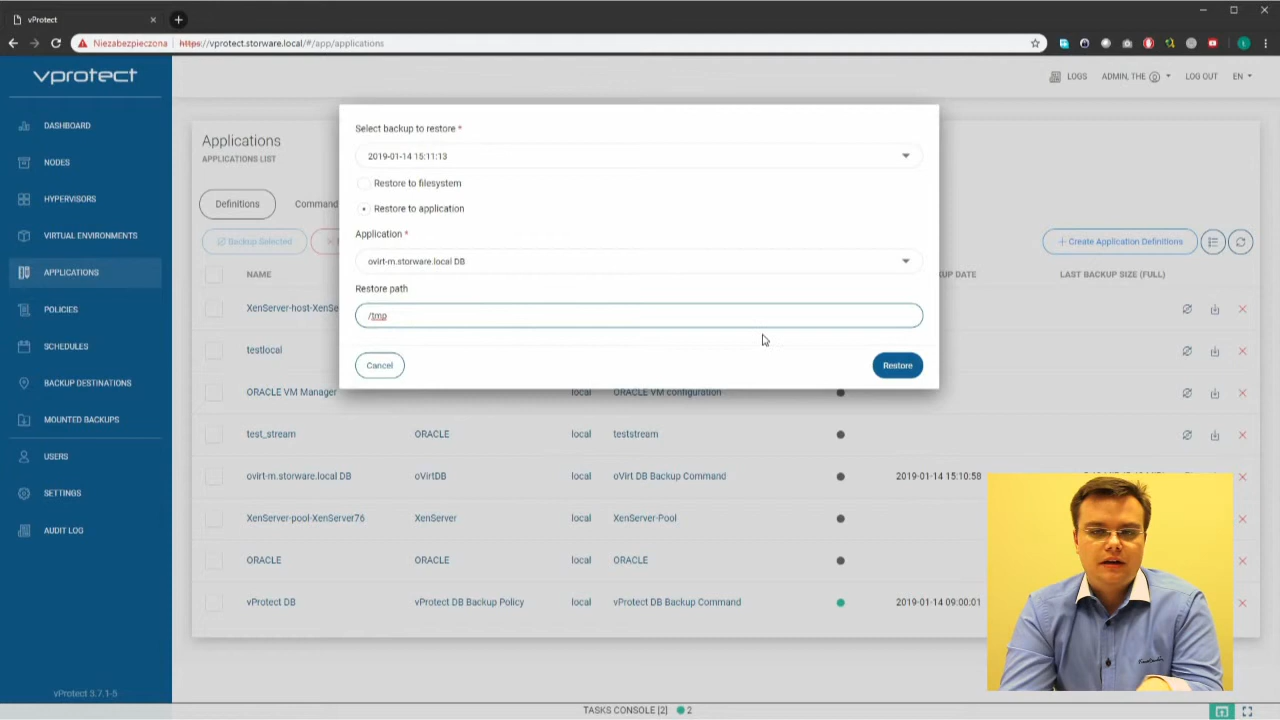 vProtect
Niezabezpieczona https://vprotect.storware.local/#/app/applications
vprotect
LOGS ADMIN, THE LOG OUT EN
DASHBOARD
NODES
HYPERVISORS
VIRTUAL ENVIRONMENTS
APPLICATIONS
POLICIES
SCHEDULES
BACKUP DESTINATIONS
MOUNTED BACKUPS
USERS
SETTINGS
AUDIT LOG
vProtect 3.7.1-5
Applications
APPLICATIONS LIST
Definitions Command
Backup Selected
+ Create Application Definitions
NAME KUP DATE LAST BACKUP SIZE (FULL)
Select backup to restore *
2019-01-14 15:11:13
Restore to filesystem
Restore to application
Application *
ovirt-m.storware.local DB
Restore path
/tmp
Cancel Restore
XenServer-host-XenSe
testlocal
ORACLE VM Manager local ORACLE VM configuration
test_stream ORACLE local teststream
ovirt-m.storware.local DB oVirtDB local oVirt DB Backup Command 2019-01-14 15:10:58
XenServer-pool-XenServer76 XenServer local XenServer-Pool
ORACLE ORACLE local ORACLE
vProtect DB vProtect DB Backup Policy local vProtect DB Backup Command 2019-01-14 09:00:01
TASKS CONSOLE [2] 2